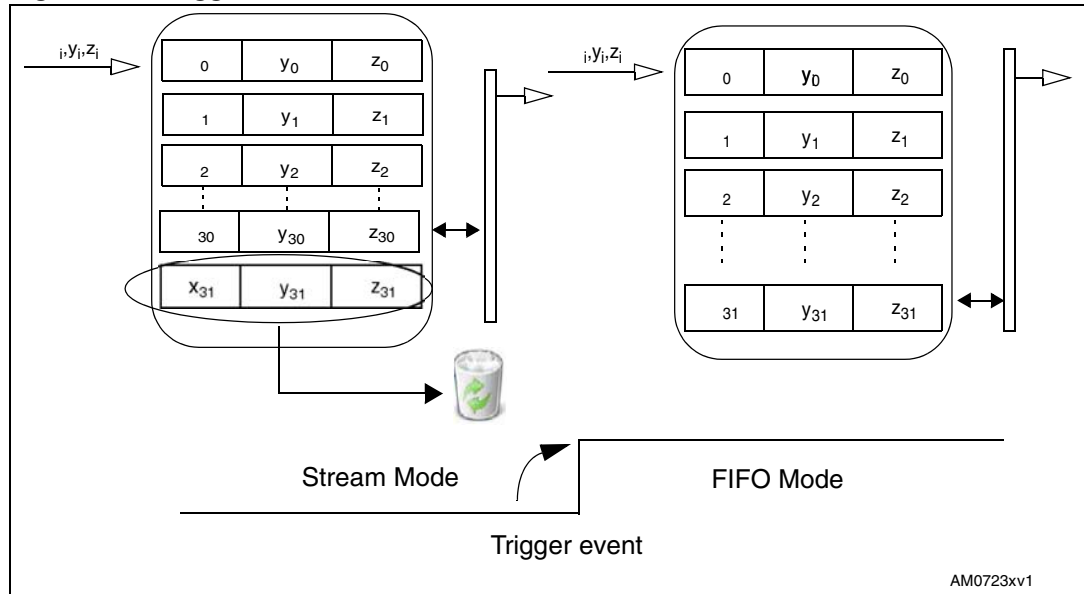 i,yi,zi
0 y0 z0
1 y1 z1
2 y2 z2
30 y30 z30
x31 y31 z31
i,yi,zi
0 y0 z0
1 y1 z1
2 y2 z2
31 y31 z31
Stream Mode
FIFO Mode
Trigger event
AM0723xv1